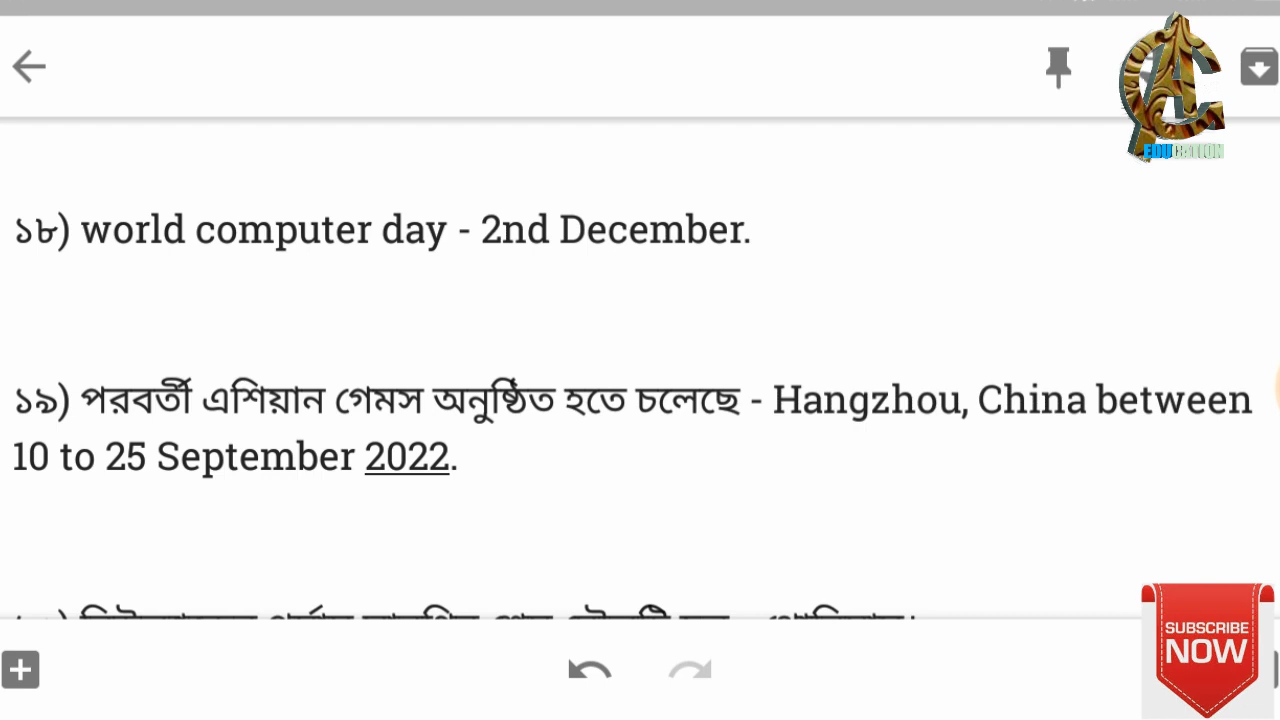 ১৮) world computer day - 2nd December.
১৯) পরবর্তী এশিয়ান গেমস অনুষ্ঠিত হতে চলেছে - Hangzhou, China between
10 to 25 September 2022.
EDUCATION
SUBSCRIBE
NOW